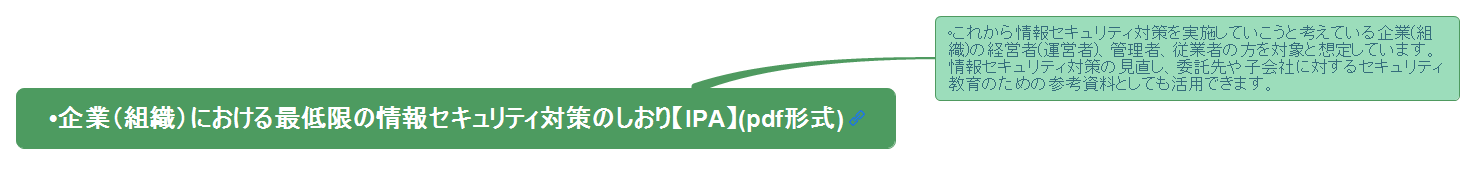 •企業（組織）における最低限の情報セキュリティ対策のしおり【IPA】(pdf形式)
•これから情報セキュリティ対策を実施していこうと考えている企業(組
織)の経営者(運営者)、管理者、従業者の方を対象と想定しています。
情報セキュリティ対策の見直し、委託先や子会社に対するセキュリティ
教育のための参考資料としても活用できます。